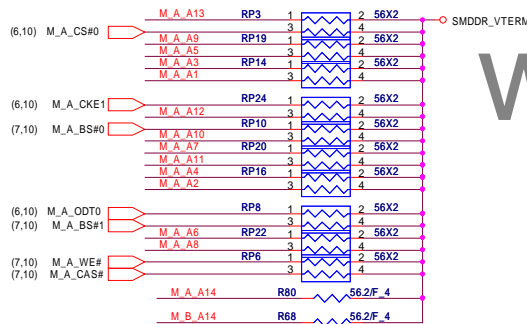 M_A_A13 RP3 1 2 56X2 SMDDR_VTERM
(6,10) M_A_CS#0 3 4
M_A_A9 RP19 1 2 56X2
M_A_A5 3 4
M_A_A3 RP14 1 2 56X2
M_A_A1 3 4
(6,10) M_A_CKE1 RP24 1 2 56X2
M_A_A12 3 4
(7,10) M_A_BS#0 RP10 1 2 56X2
M_A_A10 3 4
M_A_A7 RP20 1 2 56X2
M_A_A11 3 4
M_A_A4 RP16 1 2 56X2
M_A_A2 3 4
(6,10) M_A_ODT0 RP8 1 2 56X2
(7,10) M_A_BS#1 3 4
M_A_A6 RP22 1 2 56X2
M_A_A8 3 4
(7,10) M_A_WE# RP6 1 2 56X2
(7,10) M_A_CAS# 3 4
M_A_A14 R80 56.2/F_4
M_B_A14 R68 56.2/F_4
W